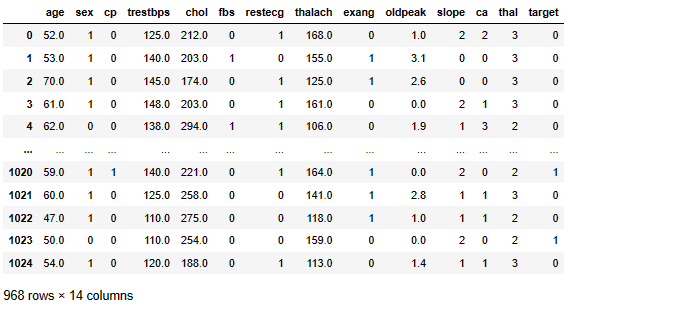 age sex cp trestbps chol fbs restecg thalach exang oldpeak slope ca thal target
0 52.0 1 0 125.0 212.0 0 1 168.0 0 1.0 2 2 3 0
1 53.0 1 0 140.0 203.0 1 0 155.0 1 3.1 0 0 3 0
2 70.0 1 0 145.0 174.0 0 1 125.0 1 2.6 0 0 3 0
3 61.0 1 0 148.0 203.0 0 1 161.0 0 0.0 2 1 3 0
4 62.0 0 0 138.0 294.0 1 1 106.0 0 1.9 1 3 2 0
... ... ... ... ... ... ... ... ... ... ... ... ... ... ...
1020 59.0 1 1 140.0 221.0 0 1 164.0 1 0.0 2 0 2 1
1021 60.0 1 0 125.0 258.0 0 0 141.0 1 2.8 1 1 3 0
1022 47.0 1 0 110.0 275.0 0 0 118.0 1 1.0 1 1 2 0
1023 50.0 0 0 110.0 254.0 0 0 159.0 0 0.0 2 0 2 1
1024 54.0 1 0 120.0 188.0 0 1 113.0 0 1.4 1 1 3 0
968 rows × 14 columns